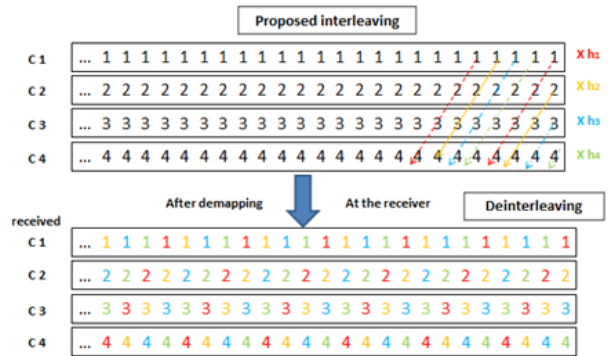 Proposed interleaving
C 1 ... 1 1 1 1 1 1 1 1 1 1 1 1 1 1 1 1 1 1 1 1 1 1 1 1 X h1
C 2 ... 2 2 2 2 2 2 2 2 2 2 2 2 2 2 2 2 2 2 2 2 2 2 2 2 X h2
C 3 ... 3 3 3 3 3 3 3 3 3 3 3 3 3 3 3 3 3 3 3 3 3 3 3 3 X h3
C 4 ... 4 4 4 4 4 4 4 4 4 4 4 4 4 4 4 4 4 4 4 4 4 4 4 4 X h4
After demapping At the receiver Deinterleaving
received
C 1 ... 1 1 1 1 1 1 1 1 1 1 1 1 1 1 1 1 1 1 1 1 1 1 1 1
C 2 ... 2 2 2 2 2 2 2 2 2 2 2 2 2 2 2 2 2 2 2 2 2 2 2 2
C 3 ... 3 3 3 3 3 3 3 3 3 3 3 3 3 3 3 3 3 3 3 3 3 3 3 3
C 4 ... 4 4 4 4 4 4 4 4 4 4 4 4 4 4 4 4 4 4 4 4 4 4 4 4